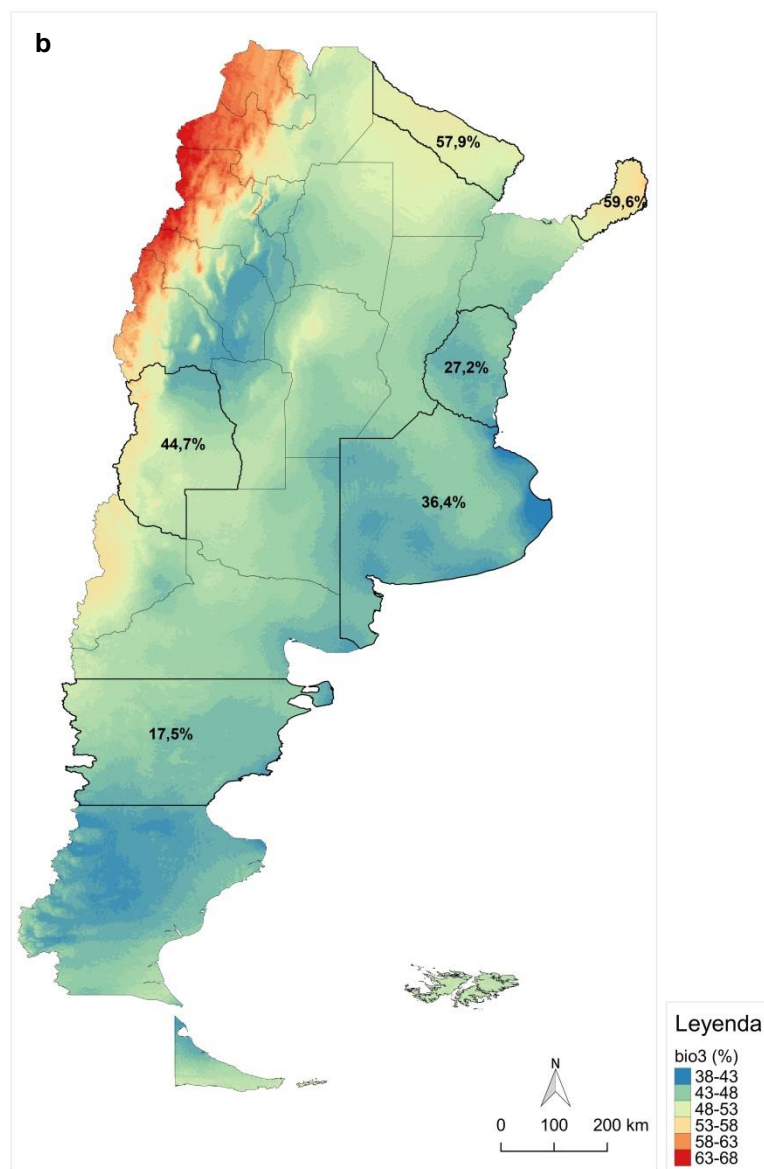 b
57,9%
59,6%
27,2%
44,7%
36,4%
17,5%
N
0 100 200 km
Leyenda
bio3 (%)
38-43
43-48
48-53
53-58
58-63
63-68